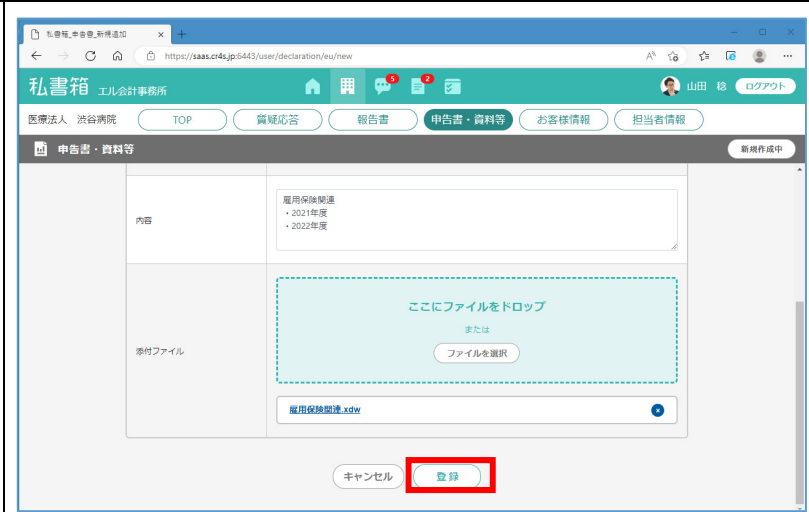 私書箱_申告書_新規追加
https://saas.cr4s.jp:6443/user/declaration/eu/new
私書箱 エル会計事務所
5
2
山田 稔
ログアウト
医療法人 渋谷病院
TOP
質疑応答
報告書
申告書・資料等
お客様情報
担当者情報
申告書・資料等
新規作成中
内容
雇用保険関連
・2021年度
・2022年度
添付ファイル
ここにファイルをドロップ
または
ファイルを選択
雇用保険関連.xdw
キャンセル
登録